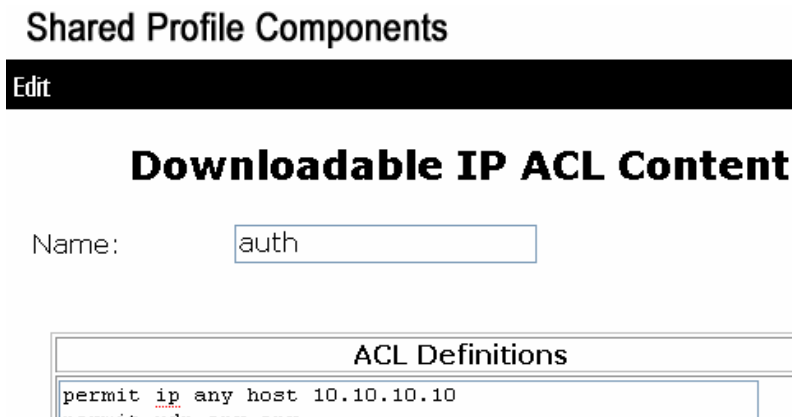 Shared Profile Components
Edit
Downloadable IP ACL Content
Name:
auth
ACL Definitions
permit ip any host 10.10.10.10